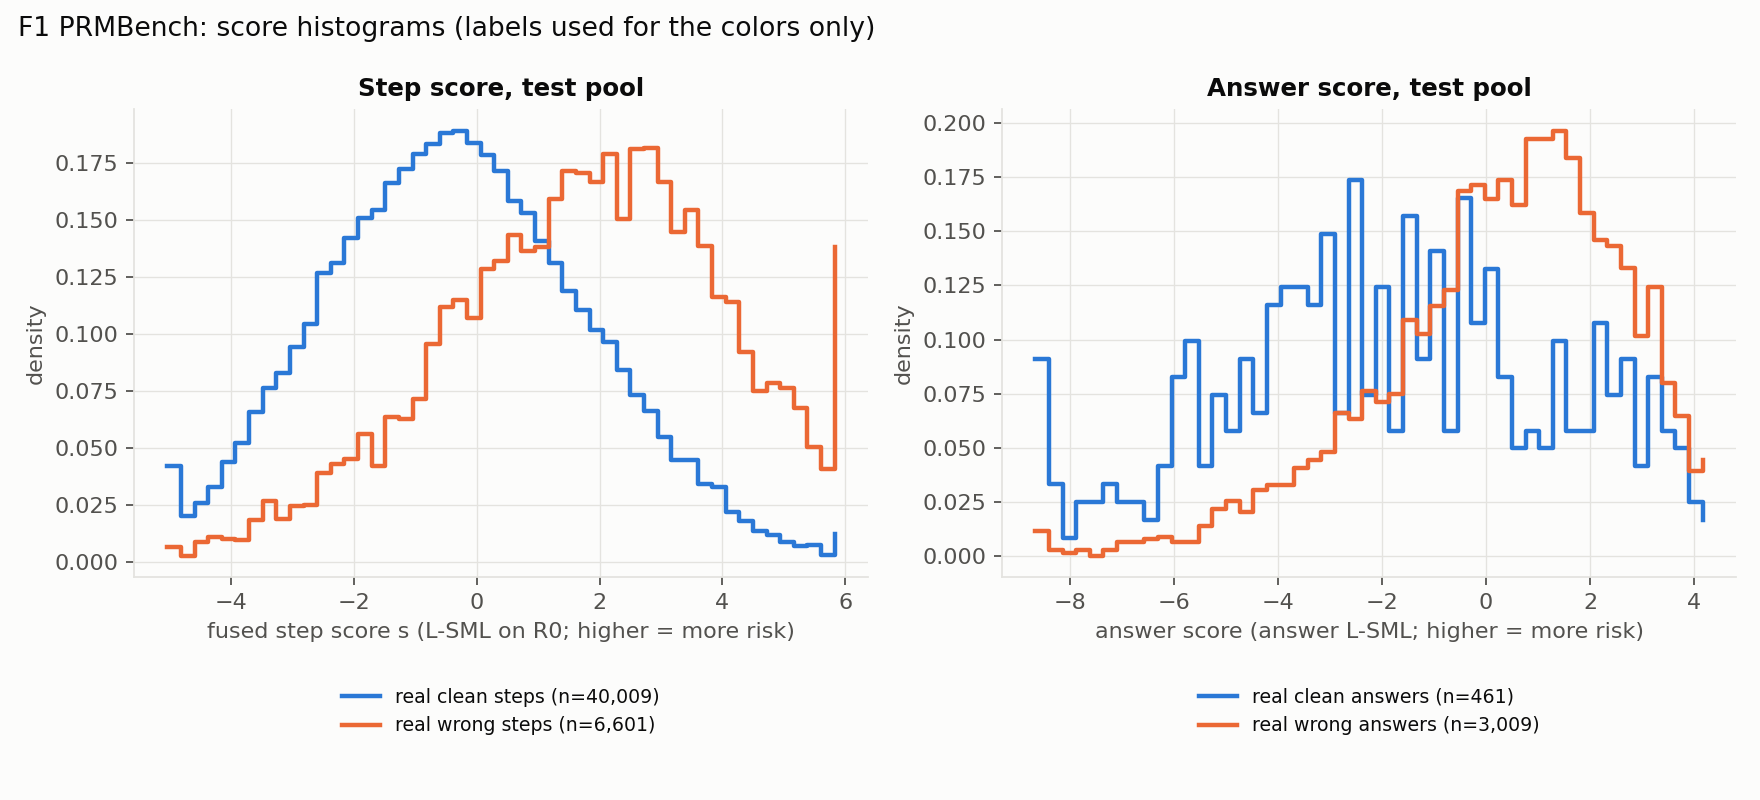 F1 PRMBench: score histograms (labels used for the colors only)
Step score, test pool
density
0.175
0.150
0.125
0.100
0.075
0.050
0.025
0.000
−4
−2
0
2
4
6
fused step score s (L-SML on R0; higher = more risk)
real clean steps (n=40,009)
real wrong steps (n=6,601)
Answer score, test pool
density
0.200
0.175
0.150
0.125
0.100
0.075
0.050
0.025
0.000
−8
−6
−4
−2
0
2
4
answer score (answer L-SML; higher = more risk)
real clean answers (n=461)
real wrong answers (n=3,009)